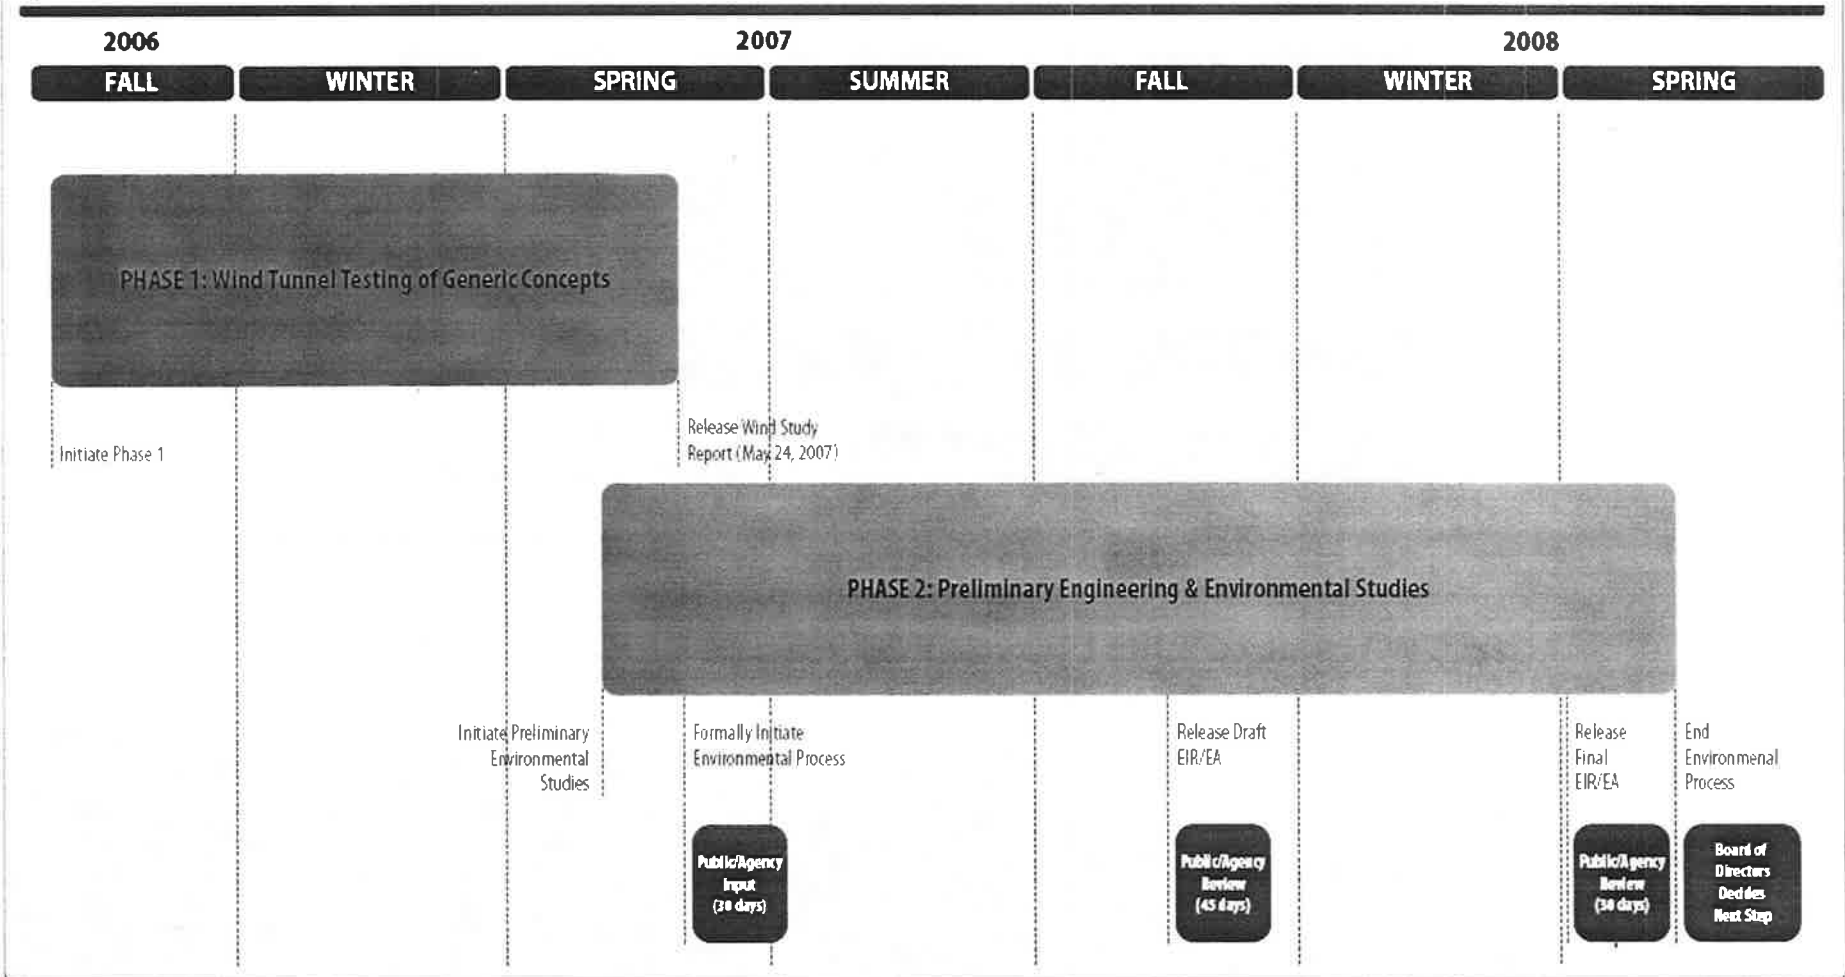 2006
2007
2008
FALL
WINTER
SPRING
SUMMER
FALL
WINTER
SPRING
PHASE 1: Wind Tunnel Testing of Generic Concepts
Initiate Phase 1
Release Wind Study
Report (May 24, 2007)
PHASE 2: Preliminary Engineering & Environmental Studies
Initiate Preliminary
Environmental
Studies
Formally Initiate
Environmental Process
Release Draft
EIR/EA
Release
Final
EIR/EA
End
Environmenal
Process
Public/Agency
Input
(30 days)
Public/Agency
Review
(45 days)
Public/Agency
Review
(30 days)
Board of
Directors
Decides
Next Step